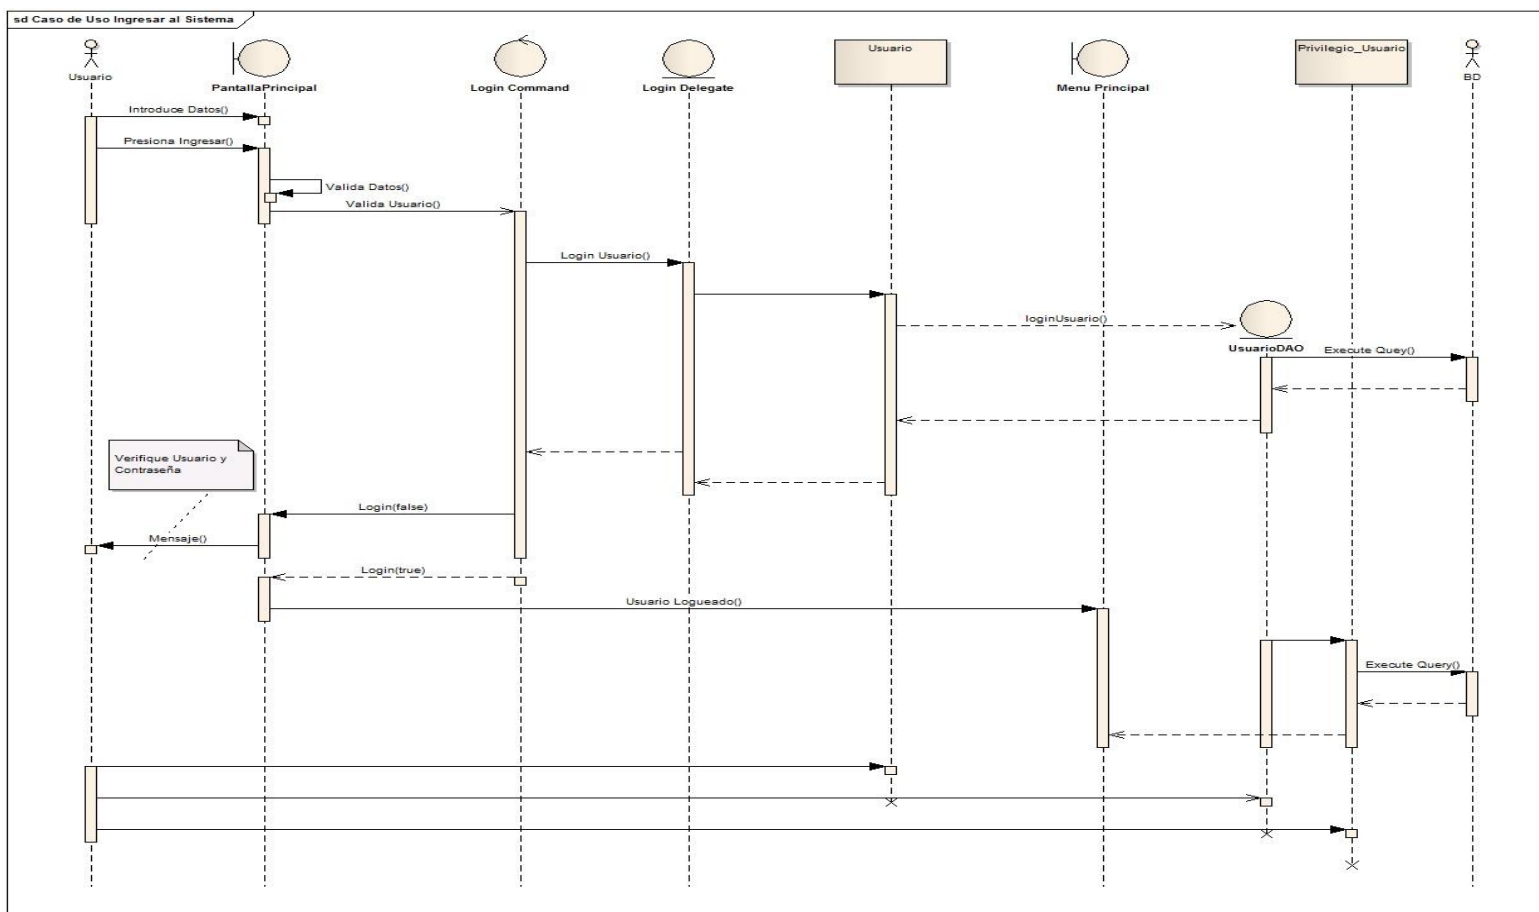 sd Caso de Uso Ingresar al Sistema
Usuario
PantallaPrincipal
Login Command
Login Delegate
Usuario
Menu Principal
Privilegio_Usuario
BD
Introduce Datos()
Presiona Ingresar()
Valida Datos()
Valida Usuario()
Login Usuario()
loginUsuario()
UsuarioDAO
Execute Quey()
Verifique Usuario y
Contraseña
Login(false)
Mensaje()
Login(true)
Usuario Logueado()
Execute Query()